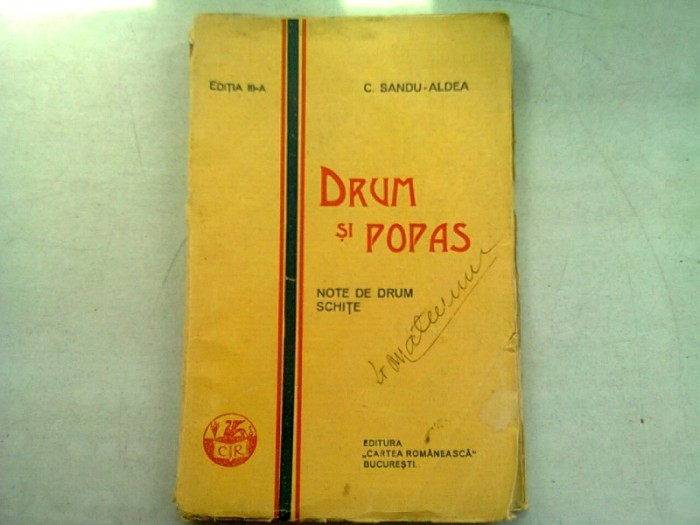 EDIȚIA III-A
C. SANDU-ALDEA
DRUM
ȘI POPAS
NOTE DE DRUM
SCHIȚE
CIR
EDITURA
„CARTEA ROMÂNEASCĂ”
BUCUREȘTI.